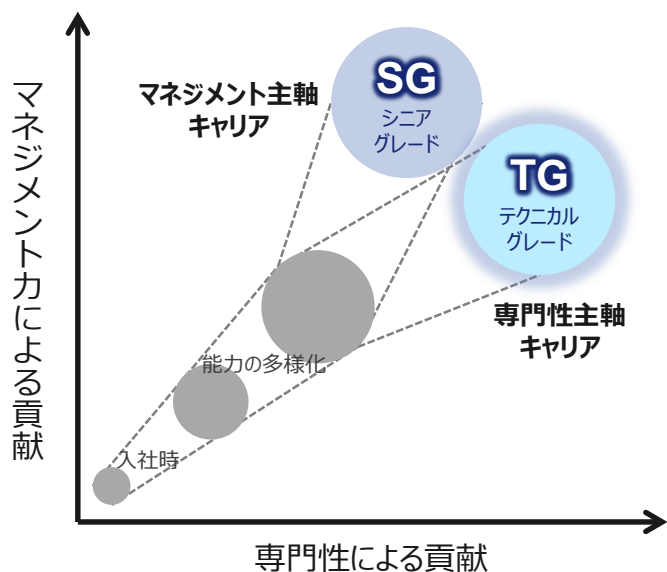 マネジメント力による貢献
マネジメント主軸
キャリア
SG
シニア
グレード
TG
テクニカル
グレード
専門性主軸
キャリア
能力の多様化
入社時
専門性による貢献